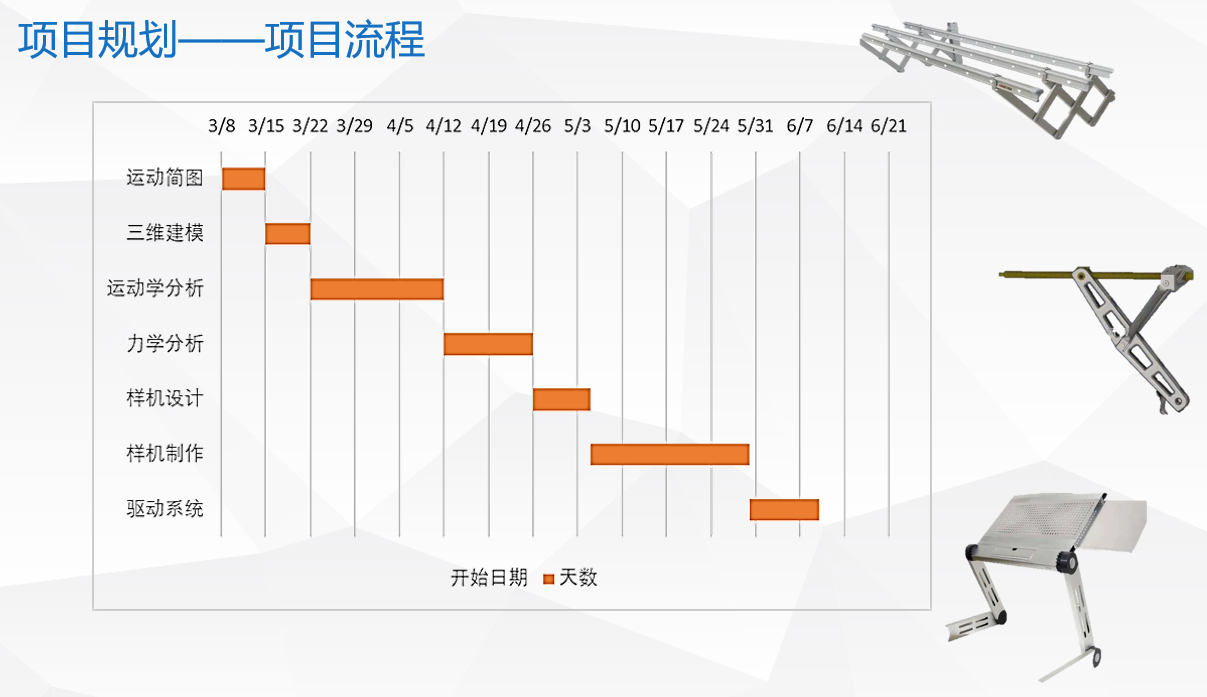 项目规划——项目流程
3/8 3/15 3/22 3/29 4/5 4/12 4/19 4/26 5/3 5/10 5/17 5/24 5/31 6/7 6/14 6/21
运动简图
三维建模
运动学分析
力学分析
样机设计
样机制作
驱动系统
开始日期 天数